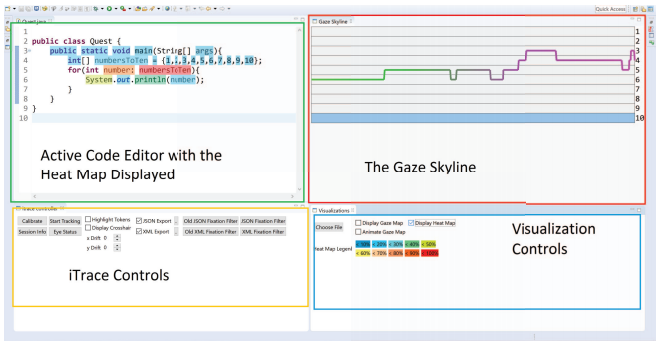 Quick Access
Quest.java
1
2 public class Quest {
3 public static void main(String[] args){
4 int[] numbersToTen = {1,1,3,4,5,6,7,8,9,10};
5 for(int number: numbersToTen){
6 System.out.println(number);
7 }
8 }
9 }
10
Active Code Editor with the
Heat Map Displayed
Gaze Skyline
1
2
3
4
5
6
7
8
9
10
The Gaze Skyline
iTrace Controller
Calibrate Start Tracking Highlight Tokens JSON Export ... Old JSON Fixation Filter JSON Fixation Filter
Session Info Eye Status Display Crosshair XML Export ... Old XML Fixation Filter XML Fixation Filter
x Drift 0
y Drift 0
iTrace Controls
Visualizations
Choose File Display Gaze Map Display Heat Map
Animate Gaze Map
Heat Map Legend < 10% < 20% < 30% < 40% < 50%
< 60% < 70% < 80% < 90% < 100%
Visualization
Controls